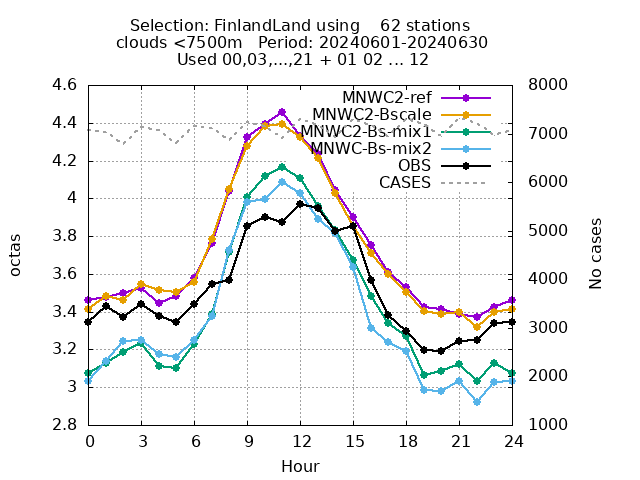 Selection: FinlandLand using    62 stations
clouds <7500m   Period: 20240601-20240630
Used 00,03,...,21 + 01 02 ... 12
4.6
4.4
4.2
4
3.8
3.6
3.4
3.2
3
2.8
octas
MNWC2-ref
MNWC2-Bscale
MNWC2-Bs-mix1
MNWC-Bs-mix2
OBS
CASES
8000
7000
6000
5000
4000
3000
2000
1000
No cases
0 3 6 9 12 15 18 21 24
Hour